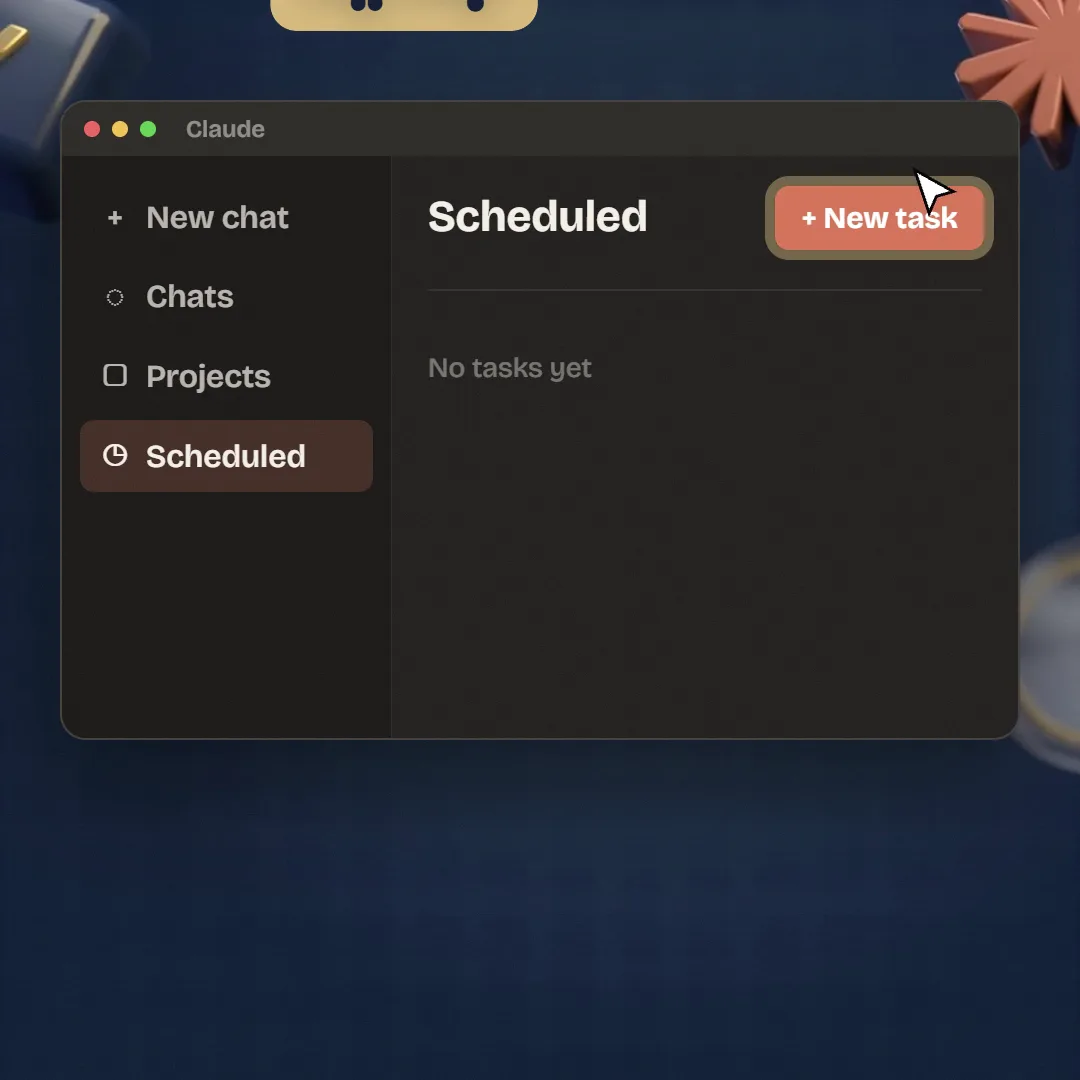 Claude
+ New chat
Chats
Projects
Scheduled
Scheduled
+ New task
No tasks yet